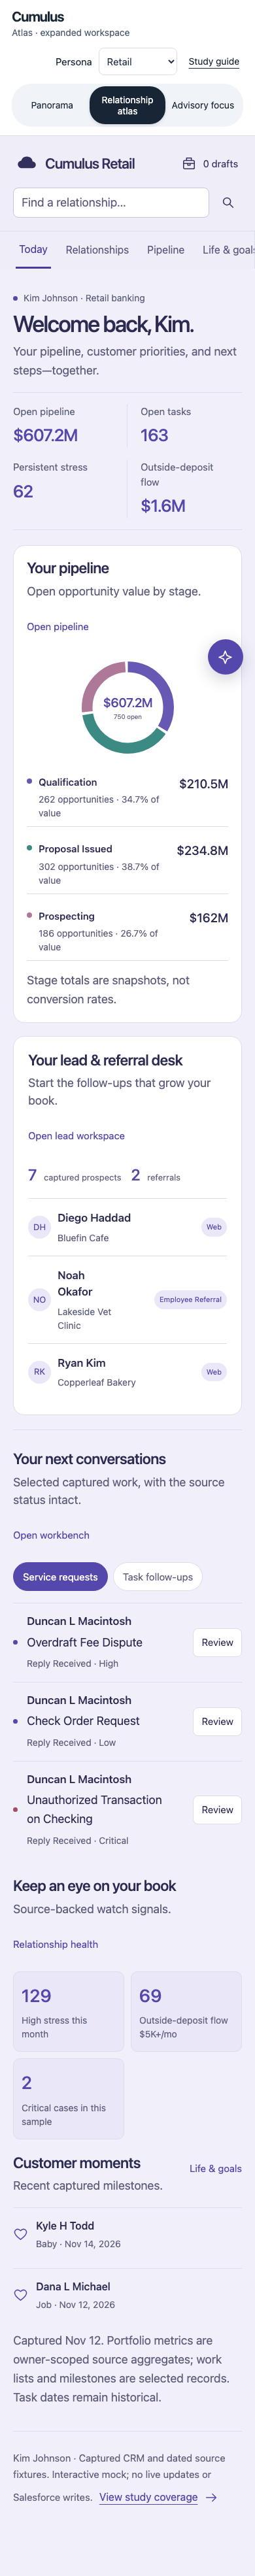 Cumulus
Atlas · expanded workspace
Persona
Retail
Study guide
Panorama
Relationship
atlas
Advisory focus
Cumulus Retail
0 drafts
Find a relationship...
Today
Relationships
Pipeline
Life & goals
Kim Johnson · Retail banking
Welcome back, Kim.
Your pipeline, customer priorities, and next
steps—together.
Open pipeline
$607.2M
Open tasks
163
Persistent stress
62
Outside-deposit
flow
$1.6M
Your pipeline
Open opportunity value by stage.
Open pipeline
$607.2M
750 open
Qualification
$210.5M
262 opportunities · 34.7% of
value
Proposal Issued
$234.8M
302 opportunities · 38.7% of
value
Prospecting
$162M
186 opportunities · 26.7% of
value
Stage totals are snapshots, not
conversion rates.
Your lead & referral desk
Start the follow-ups that grow your
book.
Open lead workspace
7 captured prospects 2 referrals
DH
Diego Haddad
Bluefin Cafe
Web
NO
Noah
Okafor
Lakeside Vet
Clinic
Employee Referral
RK
Ryan Kim
Copperleaf Bakery
Web
Your next conversations
Selected captured work, with the source
status intact.
Open workbench
Service requests
Task follow-ups
Duncan L Macintosh
Overdraft Fee Dispute
Reply Received · High
Review
Duncan L Macintosh
Check Order Request
Reply Received · Low
Review
Duncan L Macintosh
Unauthorized Transaction
on Checking
Reply Received · Critical
Review
Keep an eye on your book
Source-backed watch signals.
Relationship health
129
High stress this
month
69
Outside-deposit flow
$5K+/mo
2
Critical cases in this
sample
Customer moments
Life & goals
Recent captured milestones.
Kyle H Todd
Baby · Nov 14, 2026
Dana L Michael
Job · Nov 12, 2026
Captured Nov 12. Portfolio metrics are
owner-scoped source aggregates; work
lists and milestones are selected records.
Task dates remain historical.
Kim Johnson · Captured CRM and dated source
fixtures. Interactive mock; no live updates or
Salesforce writes. View study coverage →